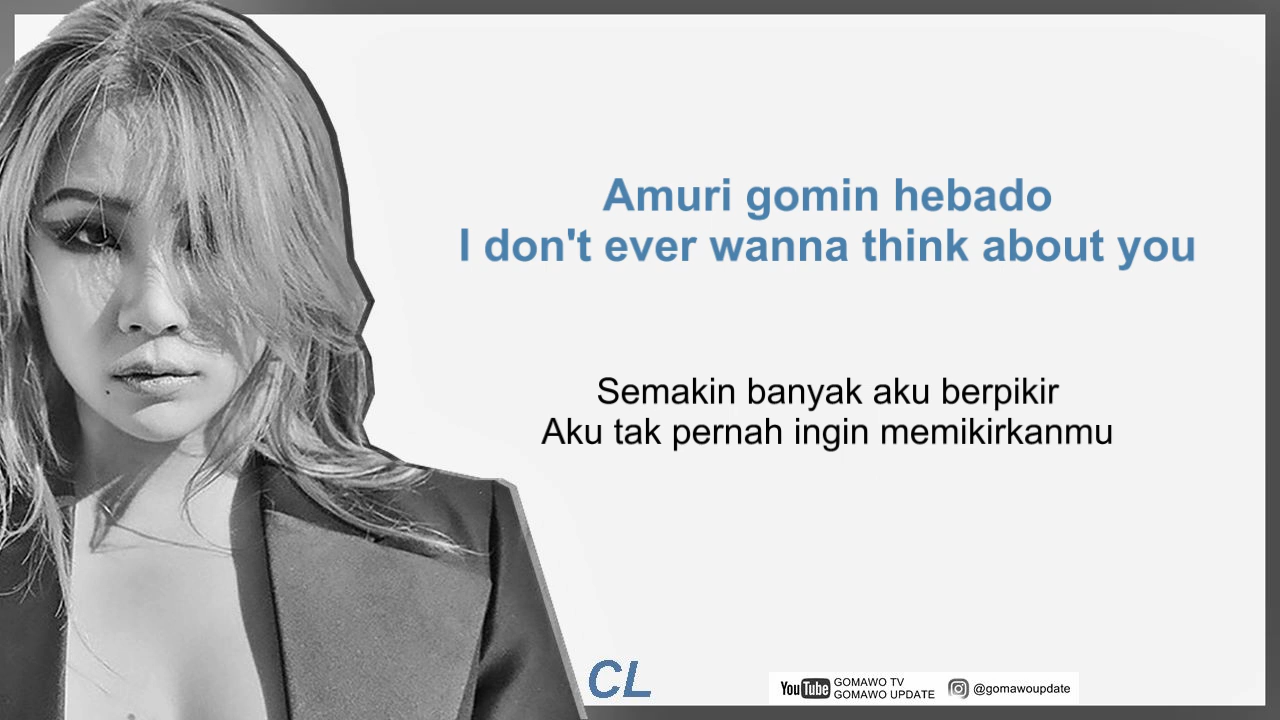 Amuri gomin hebado
I don't ever wanna think about you
Semakin banyak aku berpikir
Aku tak pernah ingin memikirkanmu
CL
YouTube GOMAWO TV
GOMAWO UPDATE
@gomawoupdate